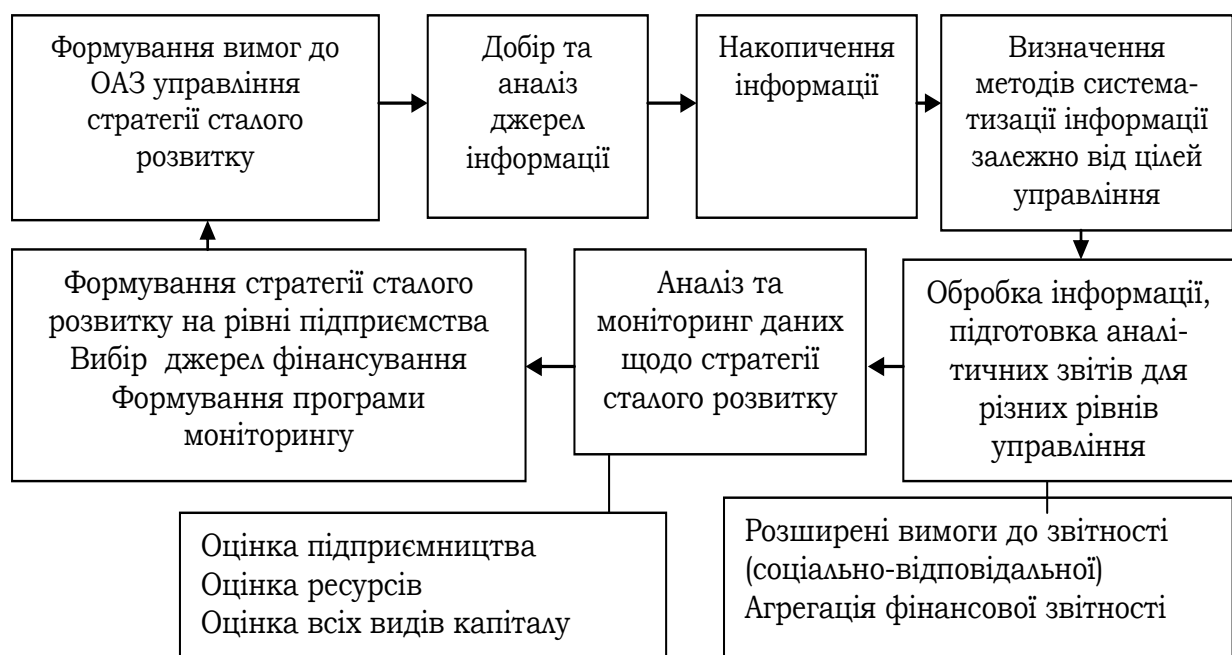 Формування вимог до
ОАЗ управління
стратегії сталого
розвитку
Добір та
аналіз
джерел
інформації
Накопичення
інформації
Визначення
методів система-
тизації інформації
залежно від цілей
управління
Формування стратегії сталого
розвитку на рівні підприємства
Вибір джерел фінансування
Формування програми
моніторингу
Аналіз та
моніторинг даних
щодо стратегії
сталого розвитку
Обробка інформації,
підготовка аналі-
тичних звітів для
різних рівнів
управління
Оцінка підприємництва
Оцінка ресурсів
Оцінка всіх видів капіталу
Розширені вимоги до звітності
(соціально-відповідальної)
Агрегація фінансової звітності